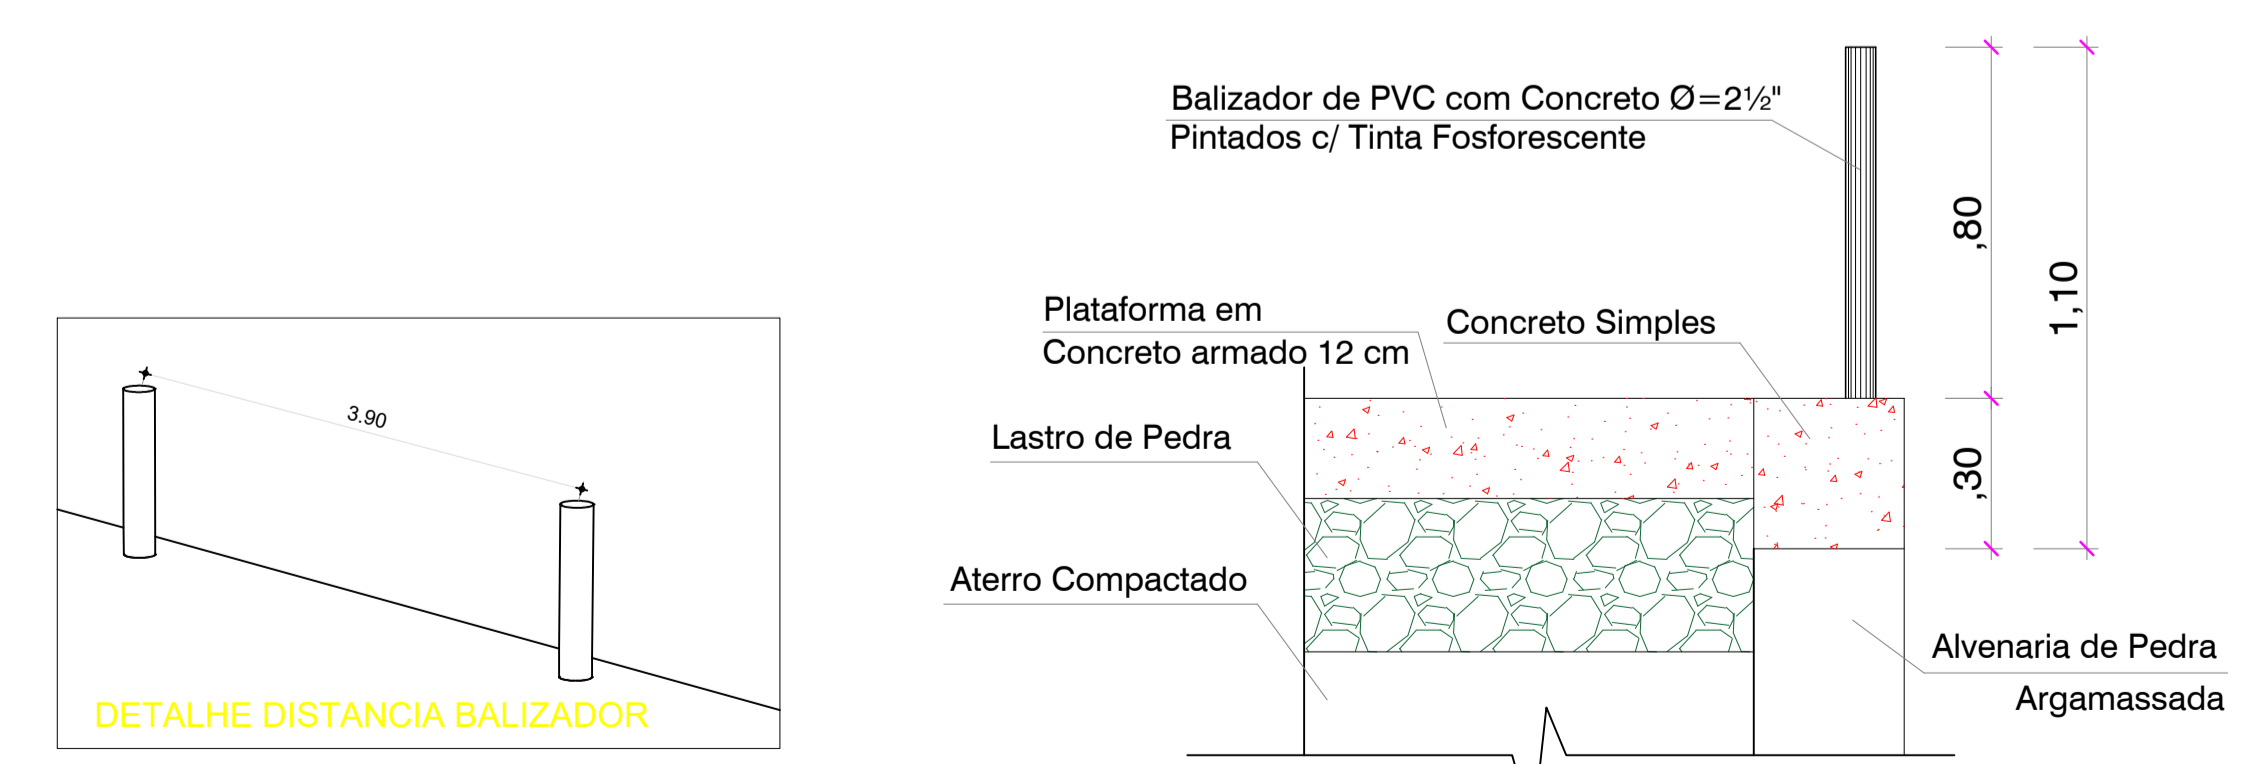 Balizador de PVC com Concreto Ø=2½"
Pintados c/ Tinta Fosforescente
,80
1,10
Plataforma em
Concreto armado 12 cm
Concreto Simples
3.90
Lastro de Pedra
,30
Aterro Compactado
Alvenaria de Pedra
Argamassada
DETALHE DISTANCIA BALIZADOR